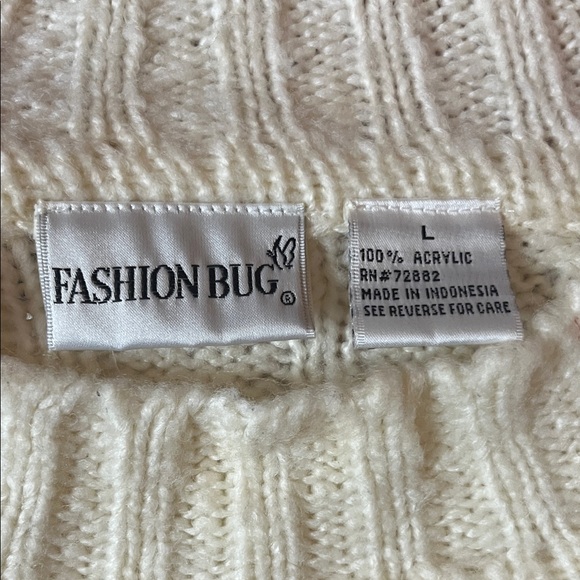 FASHION BUG®
L
100% ACRYLIC
RN#72882
MADE IN INDONESIA
SEE REVERSE FOR CARE